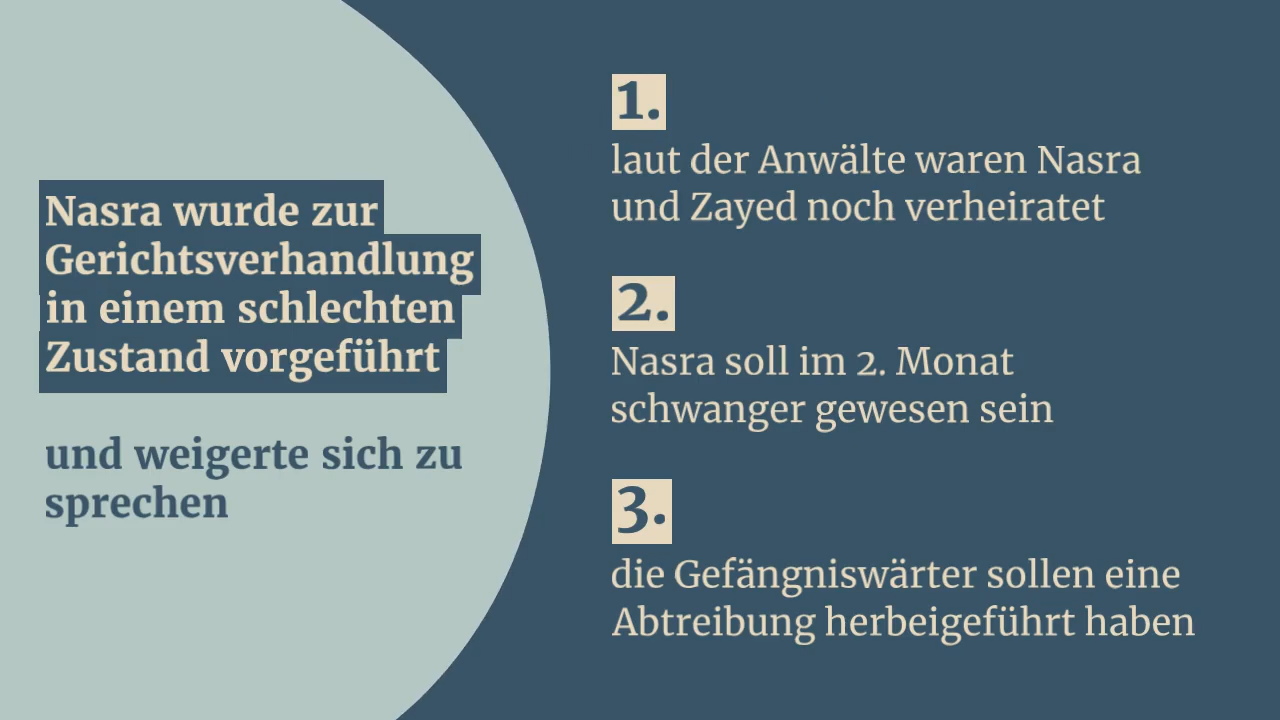 Nasra wurde zur
Gerichtsverhandlung
in einem schlechten
Zustand vorgeführt
und weigerte sich zu
sprechen
1.
laut der Anwälte waren Nasra
und Zayed noch verheiratet
2.
Nasra soll im 2. Monat
schwanger gewesen sein
3.
die Gefängniswärter sollen eine
Abtreibung herbeigeführt haben